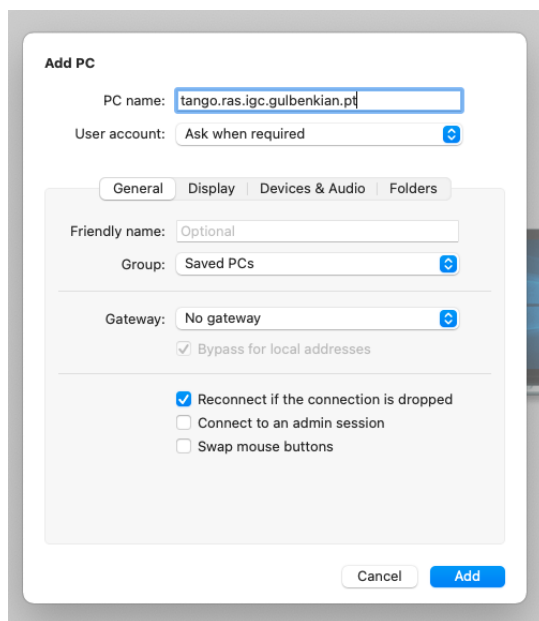 Add PC
PC name: tango.ras.igc.gulbenkian.pt
User account: Ask when required
General Display Devices & Audio Folders
Friendly name: Optional
Group: Saved PCs
Gateway: No gateway
Bypass for local addresses
Reconnect if the connection is dropped
Connect to an admin session
Swap mouse buttons
Cancel Add